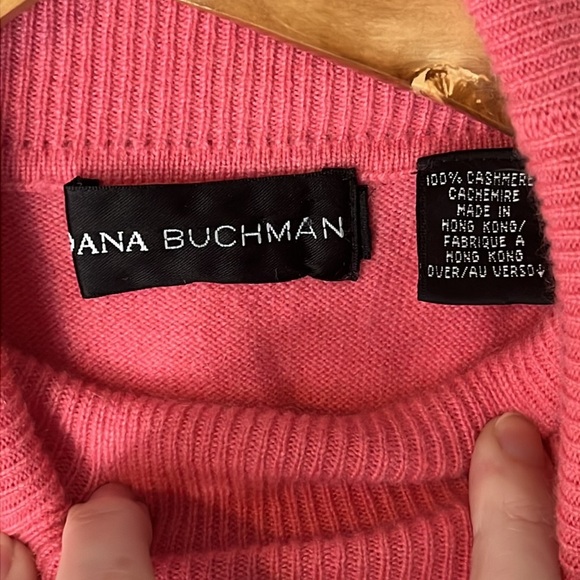 DANA BUCHMAN
100% CASHMERE
CACHEMIRE
MADE IN
HONG KONG/
FABRIQUE A
HONG KONG
OVER/AU VERSO↓